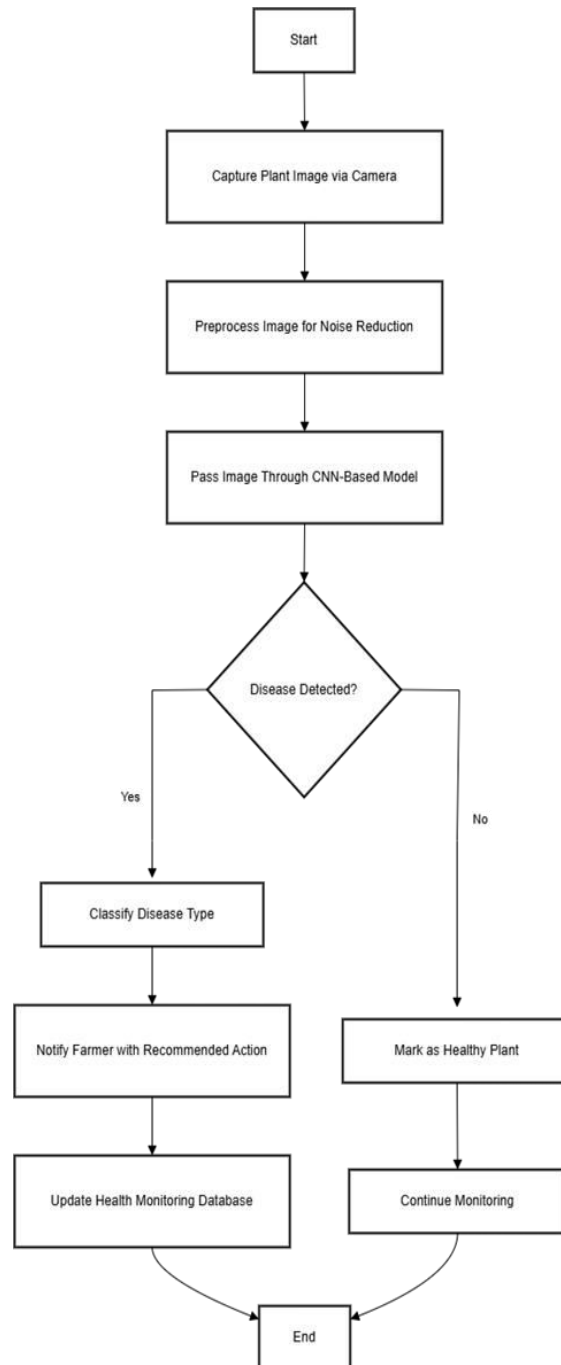 Start
Capture Plant Image via Camera
Preprocess Image for Noise Reduction
Pass Image Through CNN-Based Model
Disease Detected?
Yes
No
Classify Disease Type
Notify Farmer with Recommended Action
Mark as Healthy Plant
Update Health Monitoring Database
Continue Monitoring
End